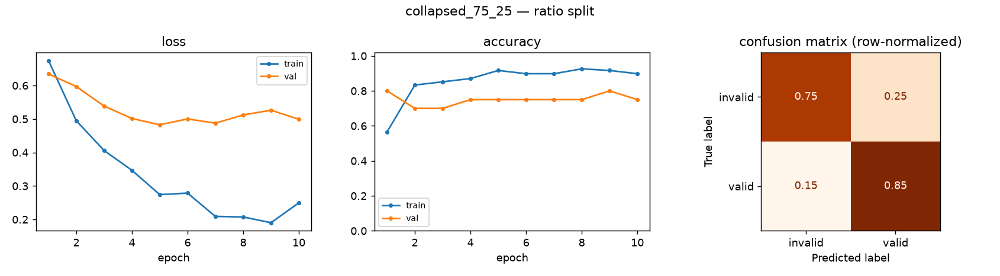 collapsed_75_25 — ratio split
loss
train
val
0.6
0.5
0.4
0.3
0.2
2 4 6 8 10
epoch
accuracy
1.0
0.8
0.6
0.4
0.2
0.0
train
val
2 4 6 8 10
epoch
confusion matrix (row-normalized)
True label
invalid 0.75 0.25
valid 0.15 0.85
invalid valid
Predicted label